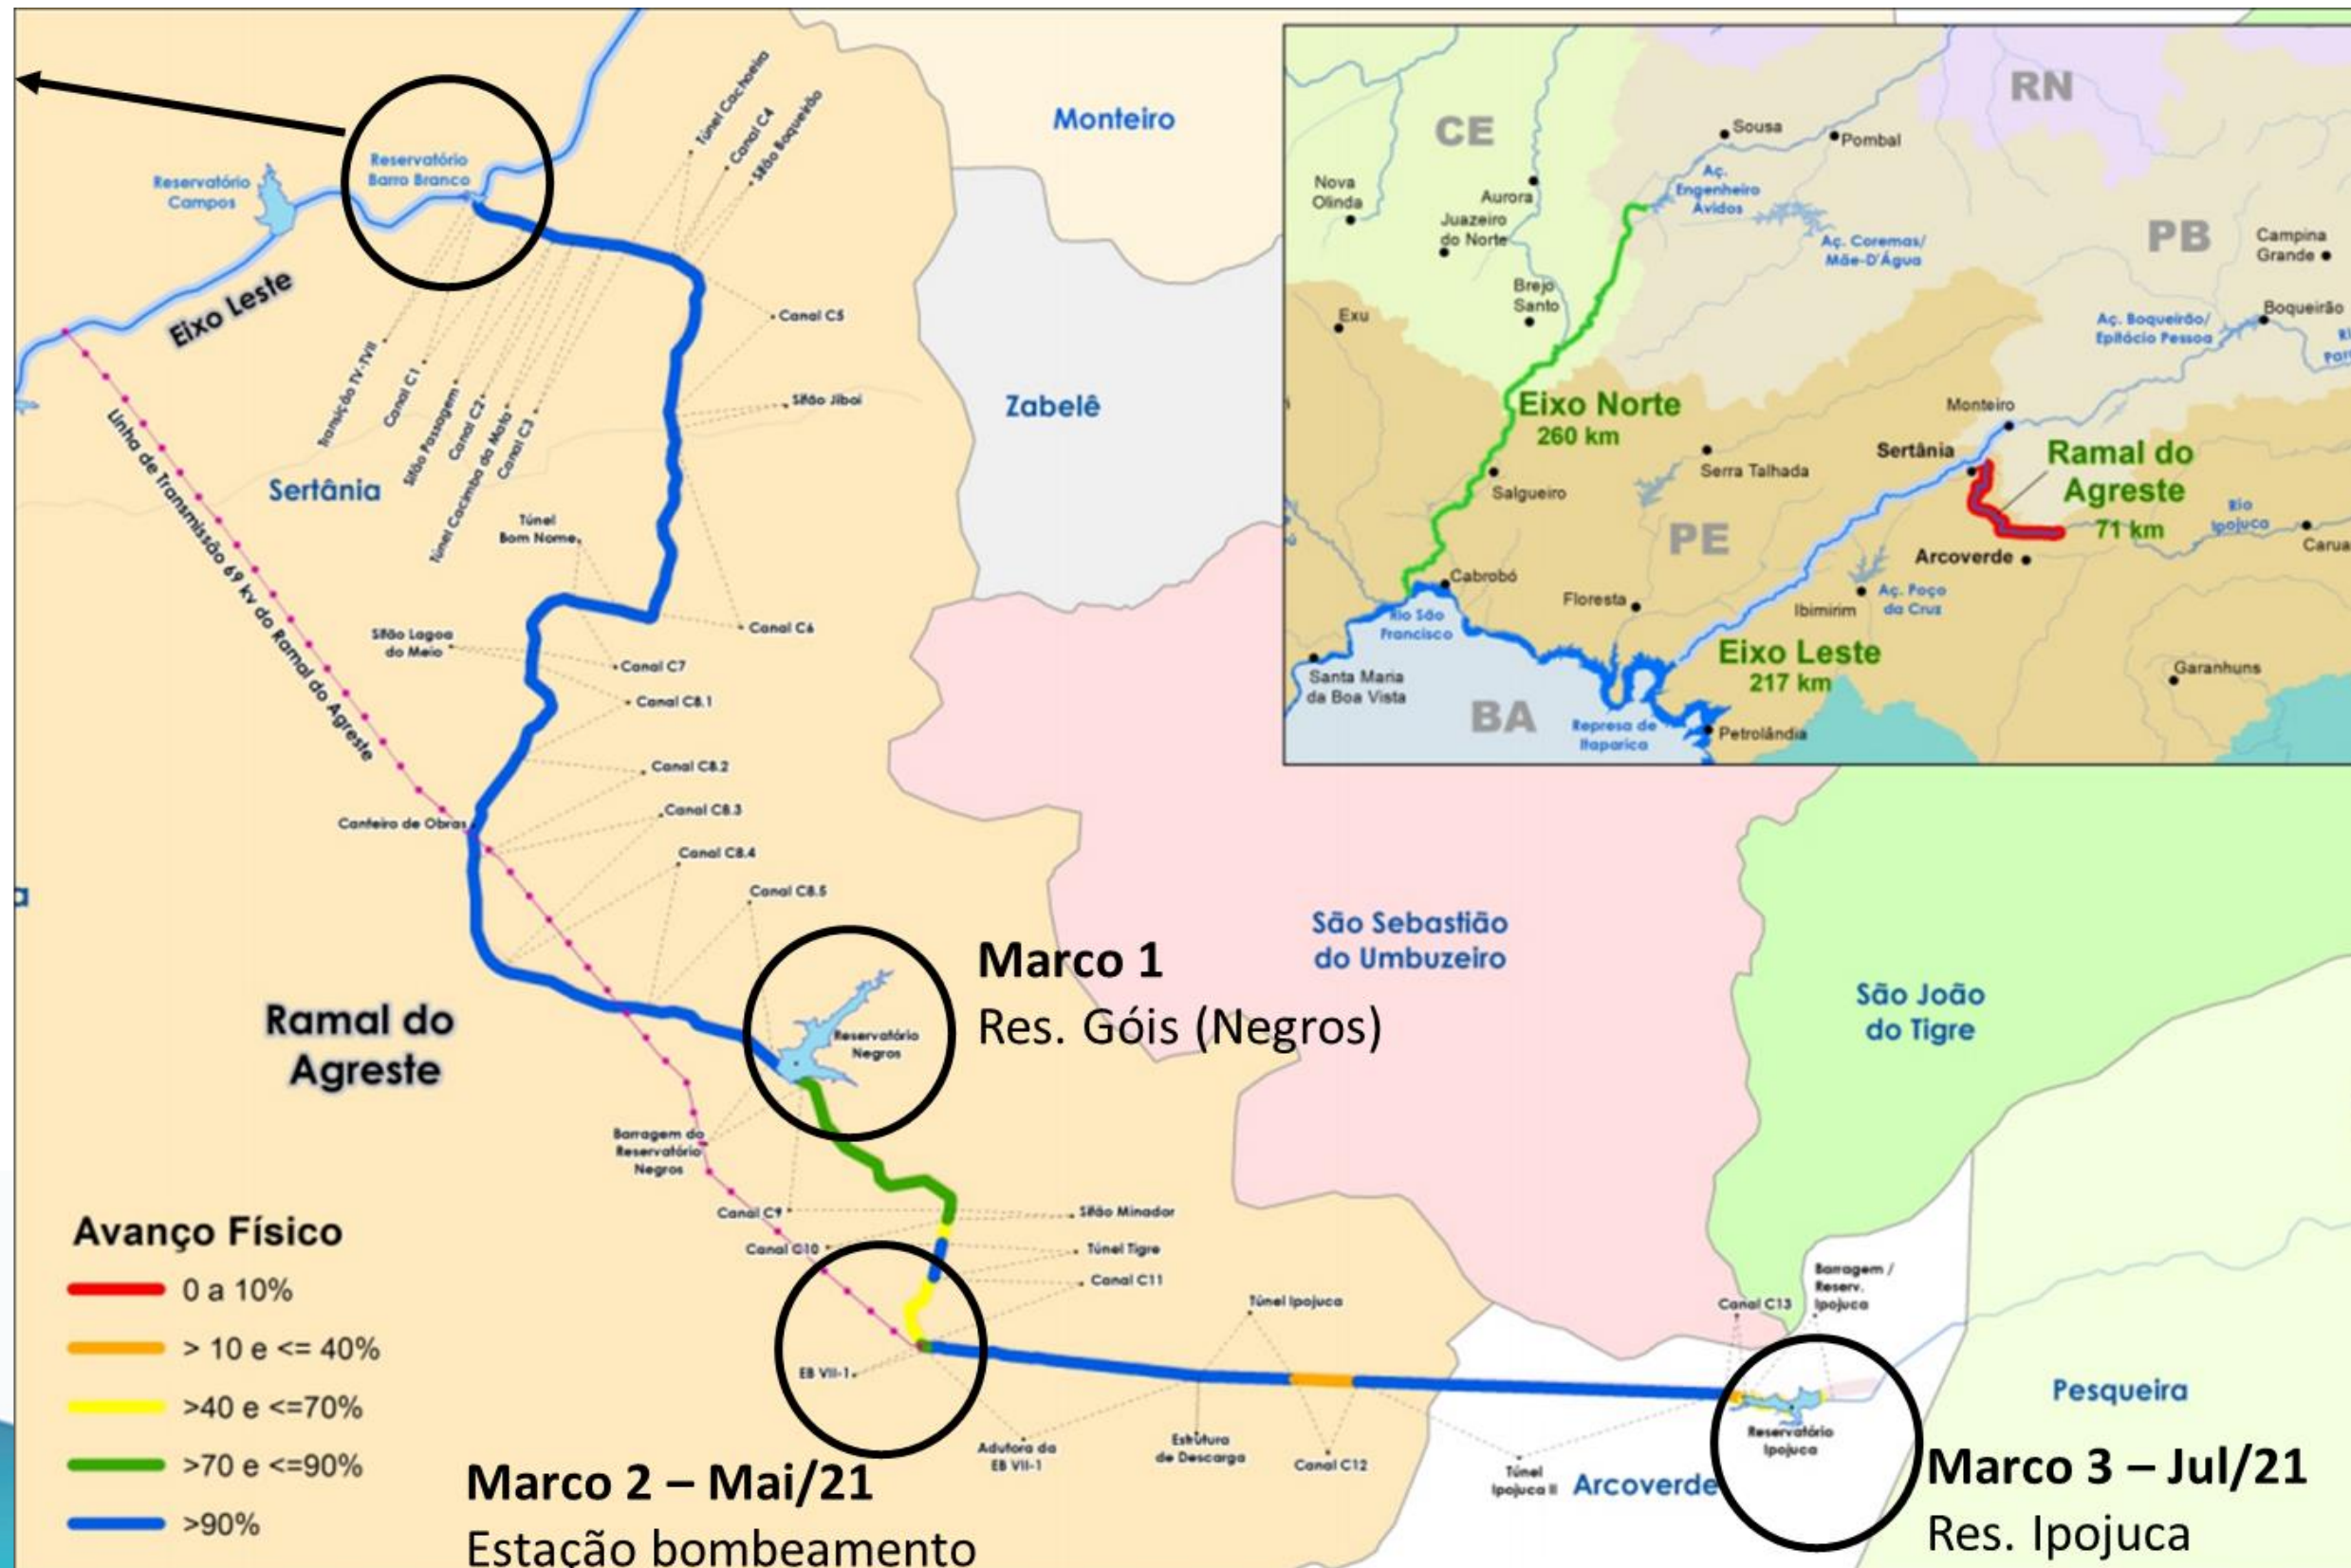 Monteiro
Reservatório
Campos
Reservatório
Barro Branco
Túnel Cachoeira
Canal C4
Sifão Boqueirão
Eixo Leste
Transição TV-TVII
Canal C1
Sifão Passagem
Canal C2
Túnel Cacimba da Mata
Canal C3
Canal C5
Sifão Jiboi
Zabelê
Sertânia
Linha de Transmissão 69 kv do Ramal do Agreste
Túnel
Bom Nome
Sifão Lagoa
do Meio
Canal C6
Canal C7
Canal C8.1
Canal C8.2
Canal C8.3
Canteiro de Obras
Canal C8.4
Canal C8.5
CE
RN
PB
PE
BA
Sousa
Pombal
Nova
Olinda
Aurora
Juazeiro
do Norte
Aç.
Engenheiro
Avidos
Aç. Coremas/
Mãe-D'Água
Campina
Grande
Brejo
Santo
Exu
Aç. Boqueirão/
Epitácio Pessoa
Boqueirão
Eixo Norte
260 km
Monteiro
Sertânia
Ramal do
Agreste
71 km
Serra Talhada
Salgueiro
Rio
Ipojuca
Carua
Arcoverde
Cabrobó
Floresta
Ibimirim
Aç. Poço
da Cruz
Rio São
Francisco
Eixo Leste
217 km
Garanhuns
Santa Maria
da Boa Vista
Represa de
Itaparica
Petrolândia
a
São Sebastião
do Umbuzeiro
São João
do Tigre
Marco 1
Res. Góis (Negros)
Reservatório
Negros
Ramal do
Agreste
Barragem do
Reservatório
Negros
Canal C9
Sifão Minador
Canal C10
Túnel Tigre
Canal C11
Túnel Ipojuca
Canal C13
Barragem /
Reserv.
Ipojuca
EB VII-1
Adutora da
EB VII-1
Estrutura
de Descarga
Canal C12
Túnel
Ipojuca II
Arcoverde
Reservatório
Ipojuca
Pesqueira
Avanço Físico
0 a 10%
> 10 e <= 40%
>40 e <=70%
>70 e <=90%
>90%
Marco 2 – Mai/21
Estação bombeamento
Marco 3 – Jul/21
Res. Ipojuca